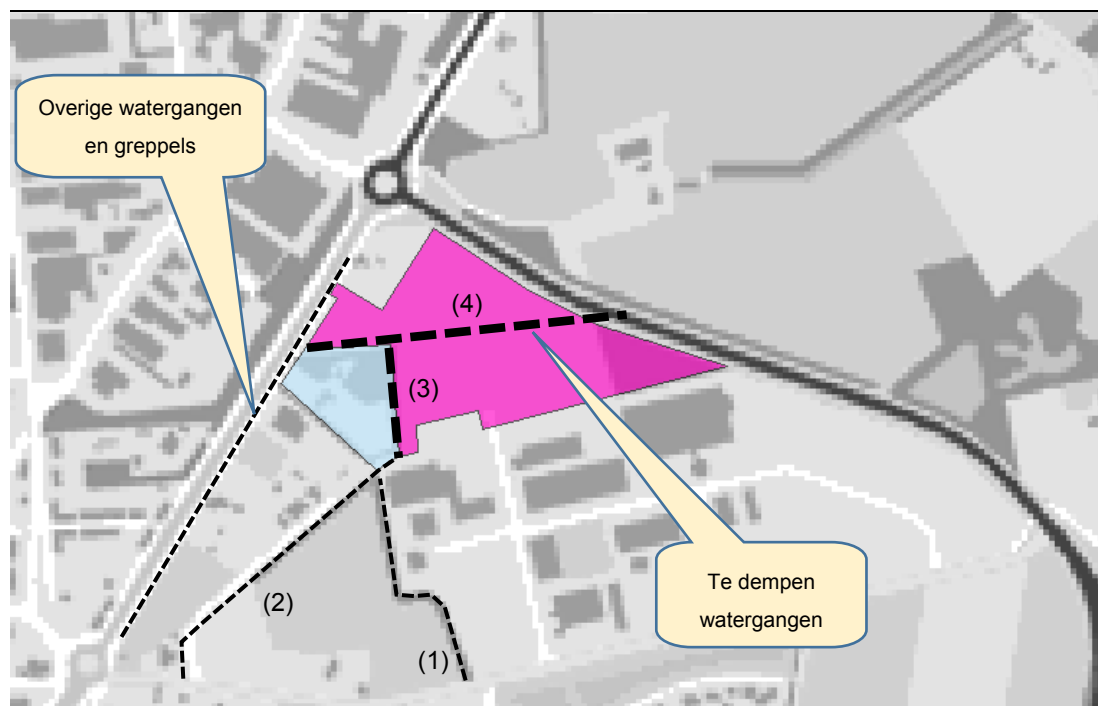 Overige watergangen
en greppels
(4)
(3)
Te dempen
watergangen
(2)
(1)